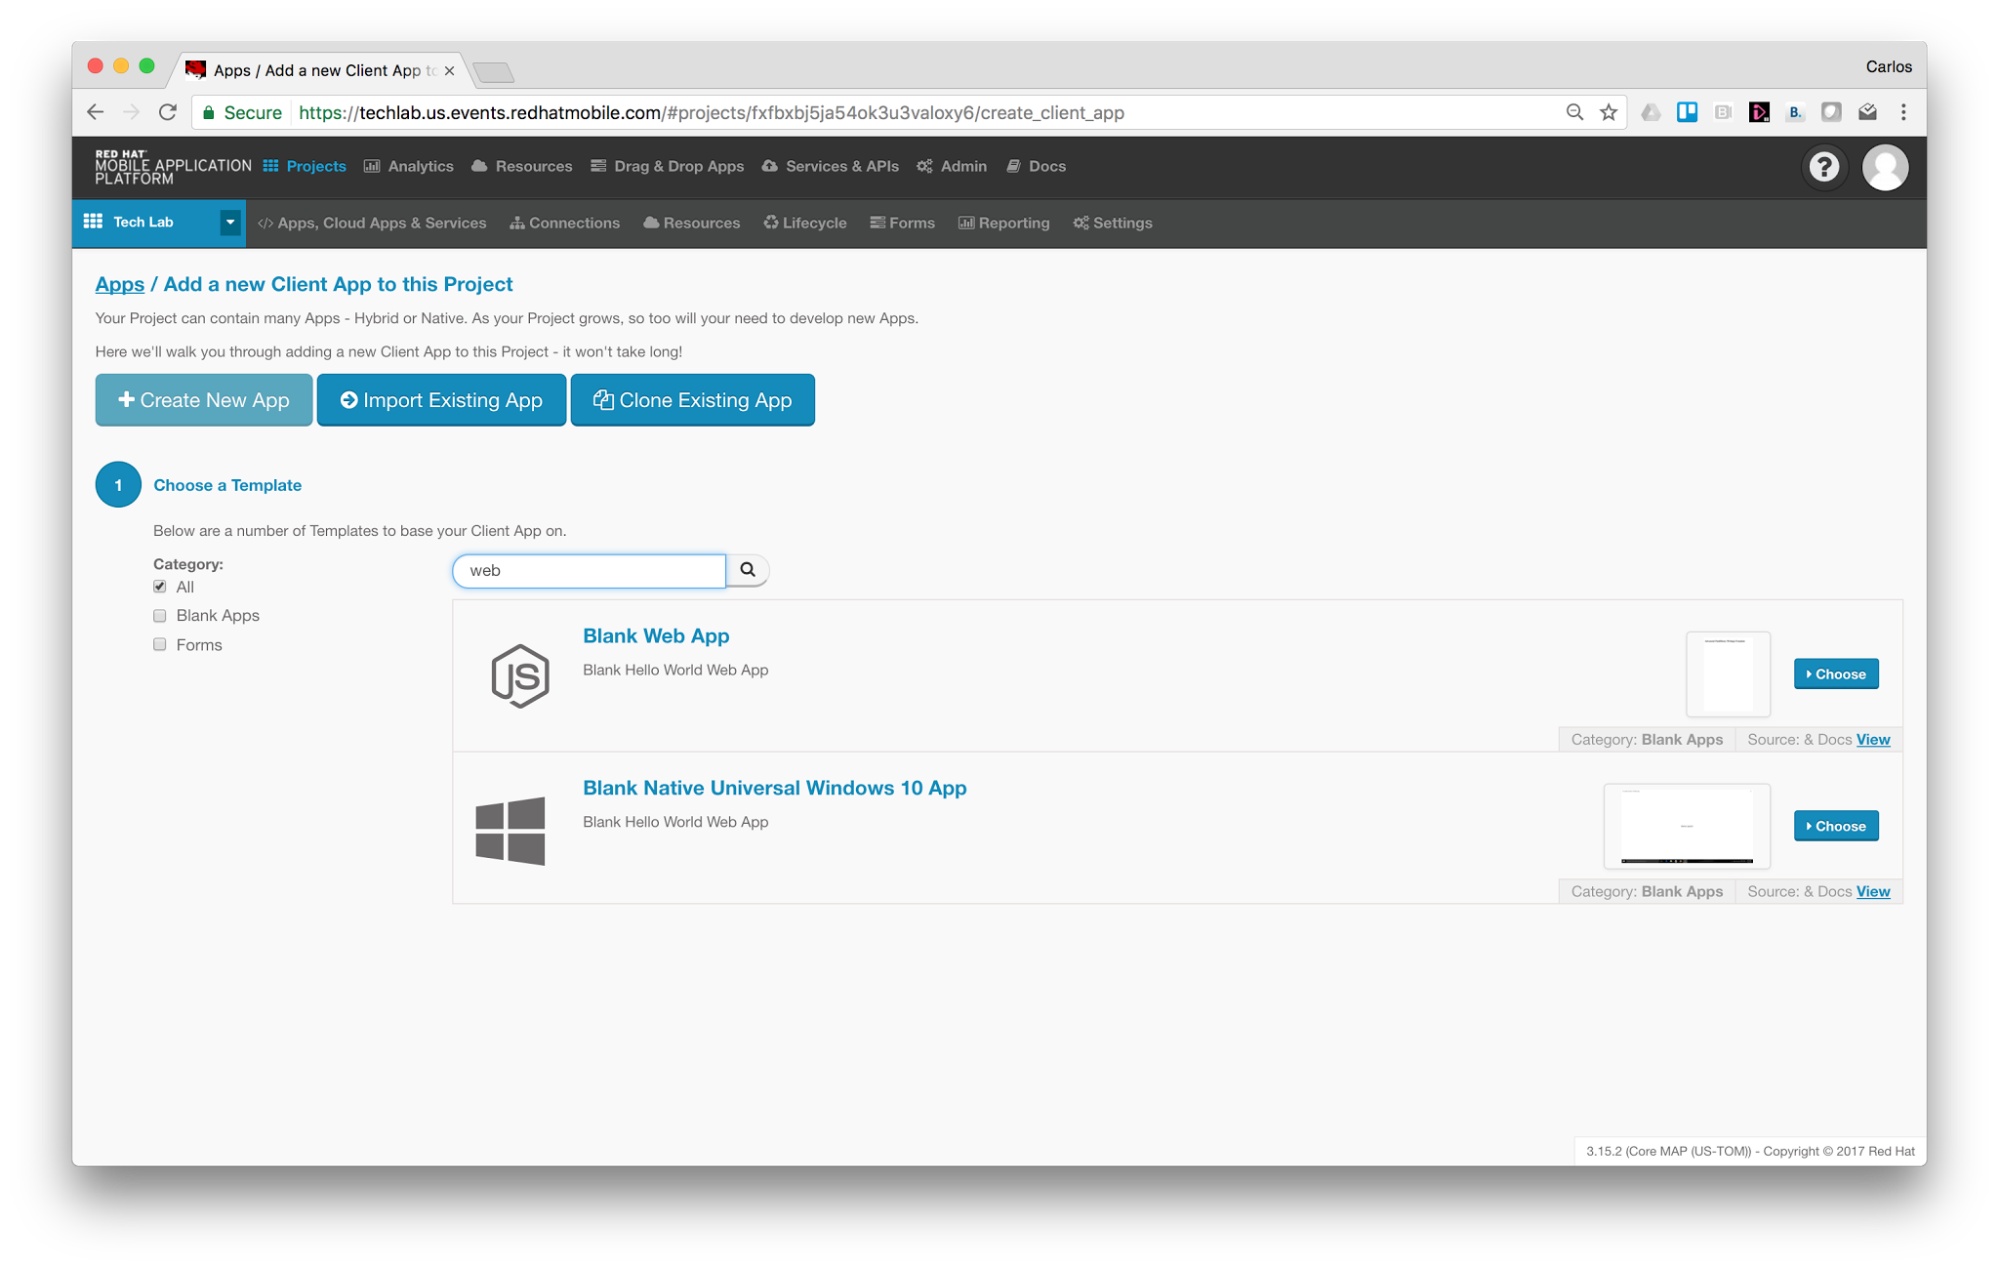 Apps / Add a new Client App to
Carlos
Secure https://techlab.us.events.redhatmobile.com/#projects/fxfbxbj5ja54ok3u3valoxy6/create_client_app
RED HAT
MOBILE APPLICATION
PLATFORM
Projects Analytics Resources Drag & Drop Apps Services & APIs Admin Docs
Tech Lab Apps, Cloud Apps & Services Connections Resources Lifecycle Forms Reporting Settings
Apps / Add a new Client App to this Project
Your Project can contain many Apps - Hybrid or Native. As your Project grows, so too will your need to develop new Apps.
Here we'll walk you through adding a new Client App to this Project - it won't take long!
Create New App Import Existing App Clone Existing App
1 Choose a Template
Below are a number of Templates to base your Client App on.
Category:
All
Blank Apps
Forms
web
JS
Blank Web App
Blank Hello World Web App
Choose
Category: Blank Apps Source: & Docs View
Blank Native Universal Windows 10 App
Blank Hello World Web App
Choose
Category: Blank Apps Source: & Docs View
3.15.2 (Core MAP (US-TOM)) - Copyright © 2017 Red Hat